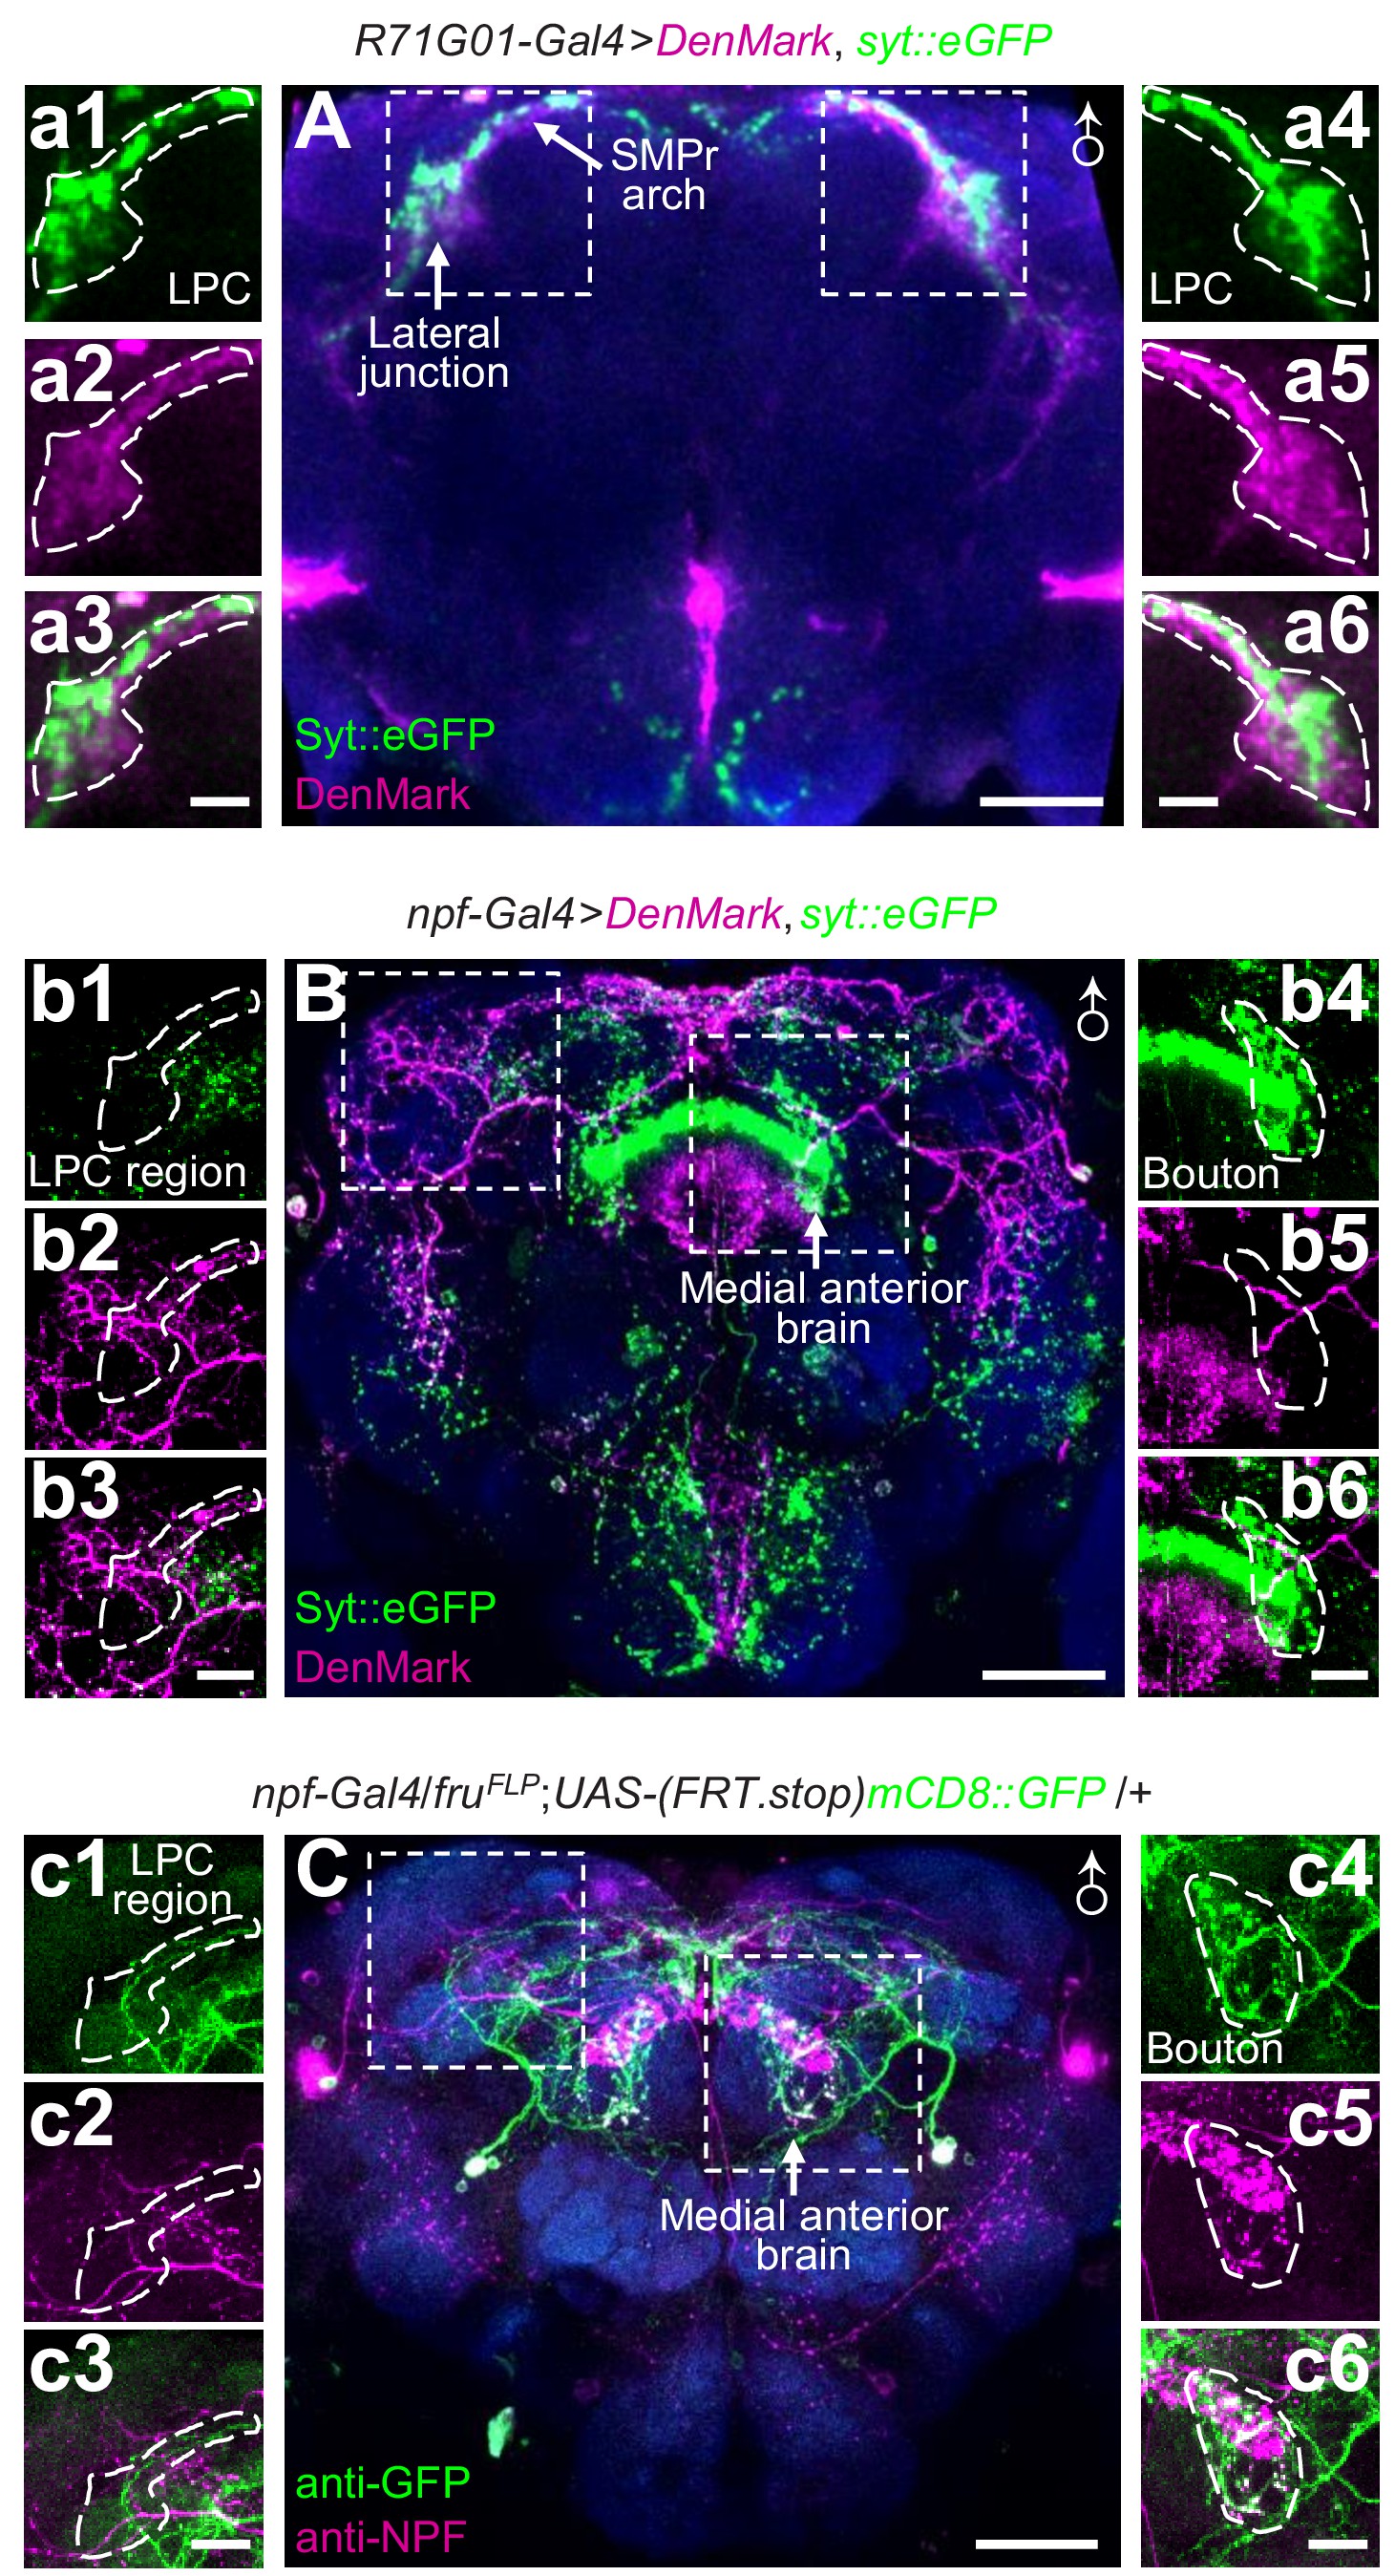 R71G01-Gal4>DenMark, syt::eGFP
a1
LPC
a2
a3
A
SMPr
arch
♂
Lateral
junction
Syt::eGFP
DenMark
a4
LPC
a5
a6
npf-Gal4>DenMark, syt::eGFP
b1
LPC region
b2
b3
B
♂
Medial anterior
brain
Syt::eGFP
DenMark
b4
Bouton
b5
b6
npf-Gal4/fruFLP;UAS-(FRT.stop)mCD8::GFP /+
c1
LPC
region
c2
c3
C
♂
Medial anterior
brain
anti-GFP
anti-NPF
c4
Bouton
c5
c6